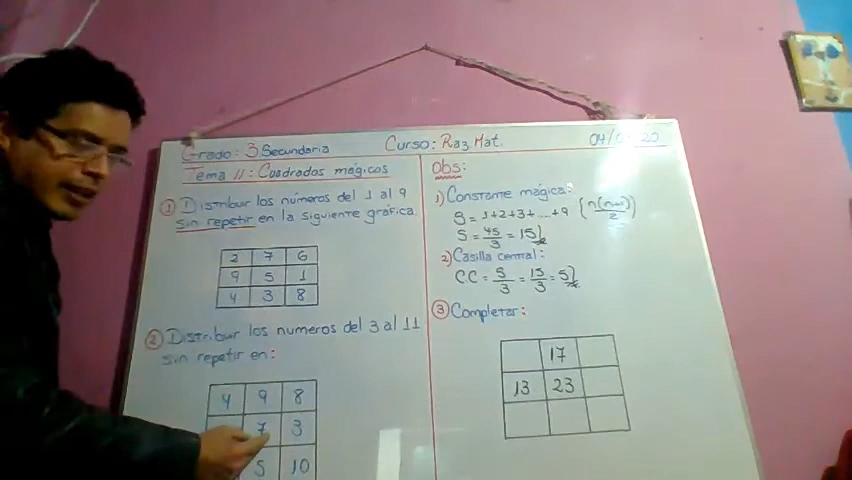 Grado: 3 Secundaria
Curso: Raz. Mat.
Tema 11: Cuadrados mágicos
① Distribuir los números del 1 al 9
sin repetir en la siguiente gráfica
2 7 6
9 5 1
4 3 8
② Distribuir los numeros del 3 al 11
sin repetir en:
4 9 8
7 3
5 10
Obs:
1) Constante mágica:
S = 1+2+3+...+9 {n(n+1)/2}
S = 45/3 = 15
2) Casilla central:
CC = S/3 = 15/3 = 5
③ Completar:
17
13 23